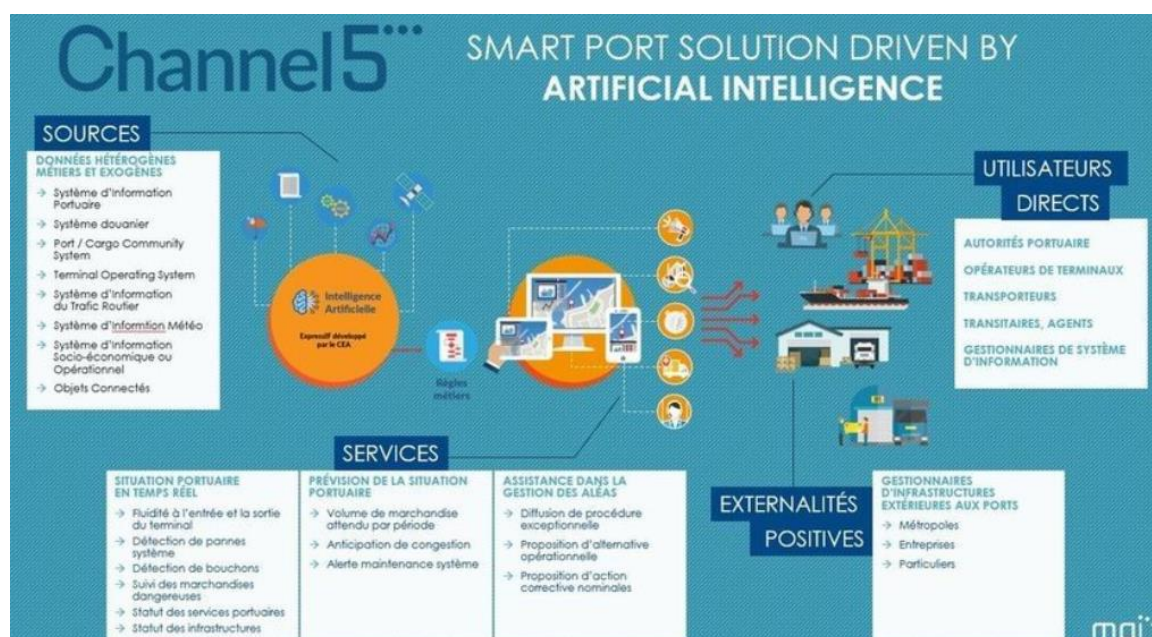 Channel5
SMART PORT SOLUTION DRIVEN BY
ARTIFICIAL INTELLIGENCE
SOURCES
DONNÉES HÉTÉROGÈNES
MÉTIERS ET EXOGÈNES
→ Système d'Information
Portuaire
→ Système douanier
→ Port / Cargo Community
System
→ Terminal Operating System
→ Système d'Information
du Trafic Routier
→ Système d'Informtion Météo
→ Système d'Information
Socio-économique ou
Opérationnel
→ Objets Connectés
Intelligence
Artificielle
Expressif développé
par le CEA
Règles
métiers
UTILISATEURS
DIRECTS
AUTORITÉS PORTUAIRE
OPÉRATEURS DE TERMINAUX
TRANSPORTEURS
TRANSITAIRES, AGENTS
GESTIONNAIRES DE SYSTÈME
D'INFORMATION
SERVICES
SITUATION PORTUAIRE
EN TEMPS RÉEL
→ Fluidité à l'entrée et la sortie
du terminal
→ Détection de pannes
système
→ Détection de bouchons
→ Suivi des marchandises
dangereuses
→ Statut des services portuaires
→ Statut des infrastructures
PRÉVISION DE LA SITUATION
PORTUAIRE
→ Volume de marchandise
attendu par période
→ Anticipation de congestion
→ Alerte maintenance système
ASSISTANCE DANS LA
GESTION DES ALÉAS
→ Diffusion de procédure
exceptionnelle
→ Proposition d'alternative
opérationnelle
→ Proposition d'action
corrective nominales
EXTERNALITÉS
POSITIVES
GESTIONNAIRES
D'INFRASTRUCTURES
EXTÉRIEURES AUX PORTS
→ Métropoles
→ Entreprises
→ Particuliers